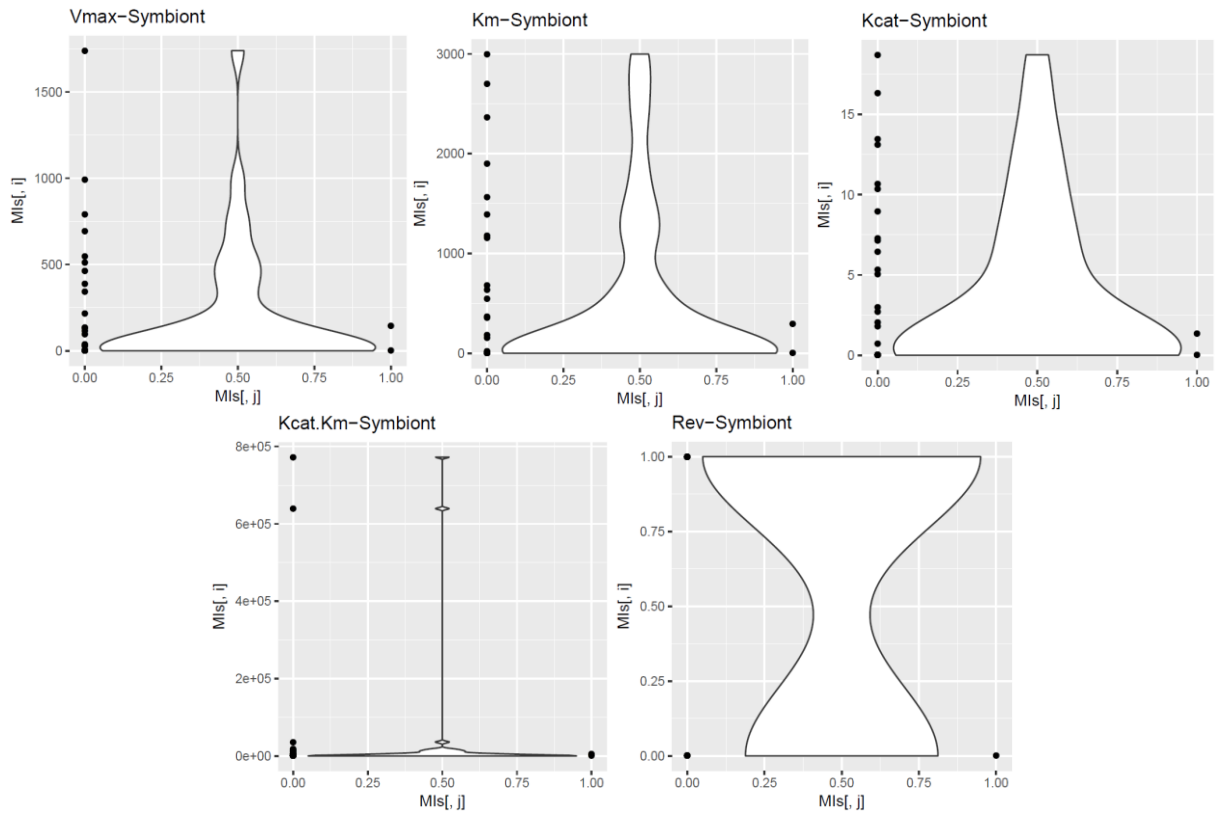 Vmax-Symbiont
MIs[, i]
1500
1000
500
0
0.00 0.25 0.50 0.75 1.00
MIs[, j]
Km-Symbiont
MIs[, i]
3000
2000
1000
0
0.00 0.25 0.50 0.75 1.00
MIs[, j]
Kcat-Symbiont
MIs[, i]
15
10
5
0
0.00 0.25 0.50 0.75 1.00
MIs[, j]
Kcat.Km-Symbiont
MIs[, i]
8e+05
6e+05
4e+05
2e+05
0e+00
0.00 0.25 0.50 0.75 1.00
MIs[, j]
Rev-Symbiont
MIs[, i]
1.00
0.75
0.50
0.25
0.00
0.00 0.25 0.50 0.75 1.00
MIs[, j]